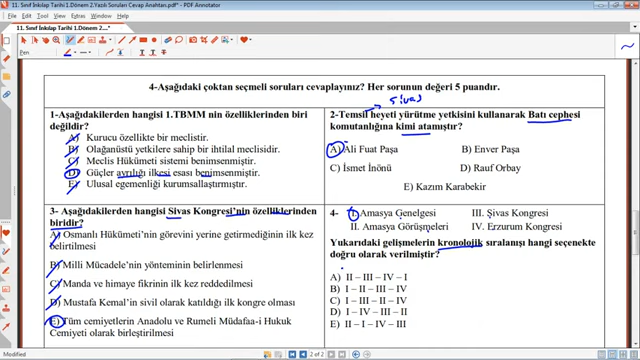 11. Sınıf İnkılap Tarihi 1.Dönem 2.Yazılı Soruları Cevap Anahtarı.pdf* - PDF Annotator
File Edit View
11. Sınıf İnkılap Tarihi 1.Dönem 2....*
Pen
4-Aşağıdaki çoktan seçmeli soruları cevaplayınız? Her sorunun değeri 5 puandır.
Sivas
1-Aşağıdakilerden hangisi 1.TBMM nin özelliklerinden biri değildir?
A) Kurucu özellikte bir meclistir.
B) Olağanüstü yetkilere sahip bir ihtilal meclisidir.
C) Meclis Hükümeti sistemi benimsenmiştir.
D) Güçler ayrılığı ilkesi esası benimsenmiştir.
E) Ulusal egemenliği kurumsallaştırmıştır.
2-Temsil heyeti yürütme yetkisini kullanarak Batı cephesi
komutanlığına kimi atamıştır?
A) Ali Fuat Paşa B) Enver Paşa
C) İsmet İnönü D) Rauf Orbay
E) Kazım Karabekir
3- Aşağıdakilerden hangisi Sivas Kongresi'nin özelliklerinden
biridir?
A) Osmanlı Hükümeti'nin görevini yerine getirmediğinin ilk kez
belirtilmesi
B) Milli Mücadele'nin yönteminin belirlenmesi
C) Manda ve himaye fikrinin ilk kez reddedilmesi
D) Mustafa Kemal'in sivil olarak katıldığı ilk kongre olması
E) Tüm cemiyetlerin Anadolu ve Rumeli Müdafaa-i Hukuk
Cemiyeti olarak birleştirilmesi
4- I. Amasya Genelgesi III. Sivas Kongresi
II. Amasya Görüşmeleri IV. Erzurum Kongresi
Yukarıdaki gelişmelerin kronolojik sıralanışı hangi seçenekte
doğru olarak verilmiştir?
A) II – III – IV – I
B) I – II – III – IV
C) I – III – II – IV
D) I – IV – III – II
E) II – I – IV – III
Modified
2 of 2